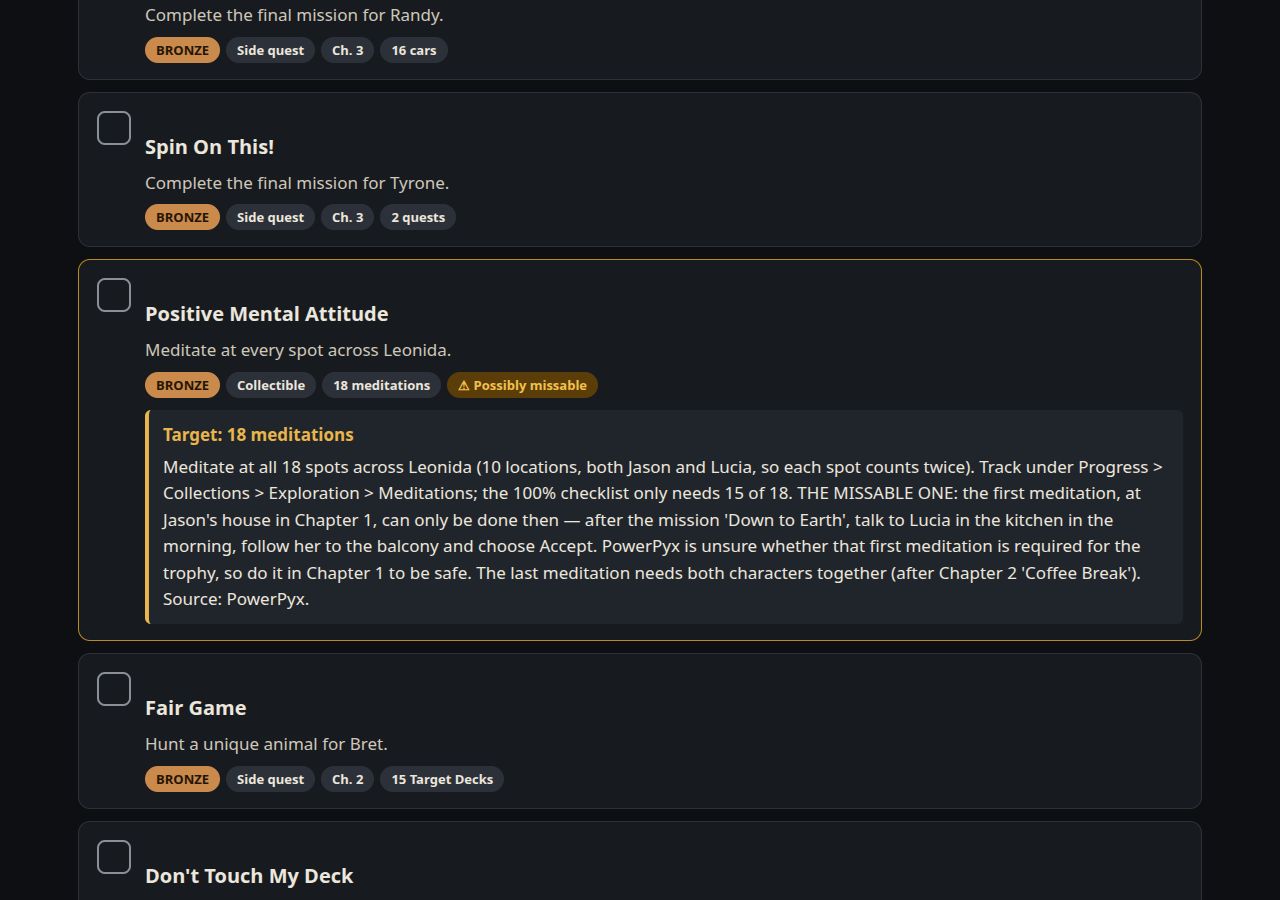 Complete the final mission for Randy.
BRONZE Side quest Ch. 3 16 cars
Spin On This!
Complete the final mission for Tyrone.
BRONZE Side quest Ch. 3 2 quests
Positive Mental Attitude
Meditate at every spot across Leonida.
BRONZE Collectible 18 meditations ⚠ Possibly missable
Target: 18 meditations
Meditate at all 18 spots across Leonida (10 locations, both Jason and Lucia, so each spot counts twice). Track under Progress >
Collections > Exploration > Meditations; the 100% checklist only needs 15 of 18. THE MISSABLE ONE: the first meditation, at
Jason's house in Chapter 1, can only be done then — after the mission 'Down to Earth', talk to Lucia in the kitchen in the
morning, follow her to the balcony and choose Accept. PowerPyx is unsure whether that first meditation is required for the
trophy, so do it in Chapter 1 to be safe. The last meditation needs both characters together (after Chapter 2 'Coffee Break').
Source: PowerPyx.
Fair Game
Hunt a unique animal for Bret.
BRONZE Side quest Ch. 2 15 Target Decks
Don't Touch My Deck